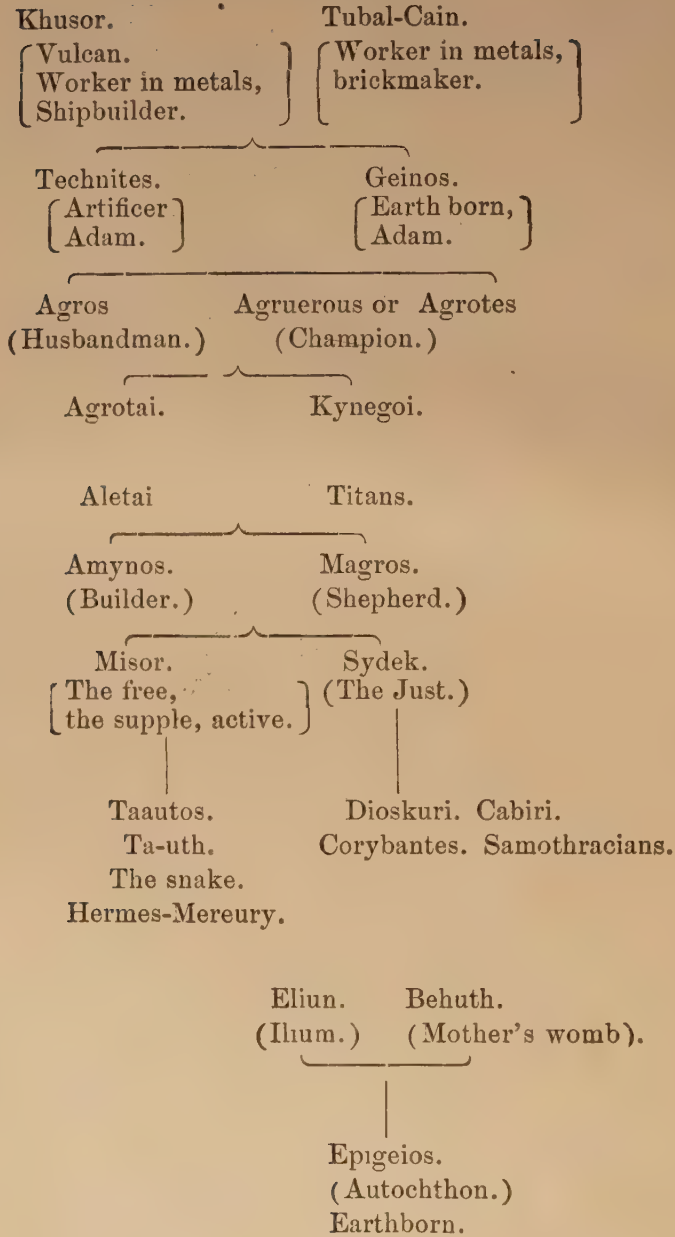 Khusor. Tubal-Cain.
Vulcan. Worker in metals,
Worker in metals, brickmaker.
Shipbuilder.
Technites. Geinos.
Artificer Earth born,
Adam. Adam.
Agros Agruerous or Agrotes
(Husbandman.) (Champion.)
Agrotai. Kynegoi.
Aletai Titans.
Amynos. Magros.
(Builder.) (Shepherd.)
Misor. Sydek.
The free, (The Just.)
the supple, active.
Taautos. Dioskuri. Cabiri.
Ta-uth. Corybantes. Samothracians.
The snake.
Hermes-Mereury.
Eliun. Behuth.
(Ilium.) (Mother's womb).
Epigeios.
(Autochthon.)
Earthborn.